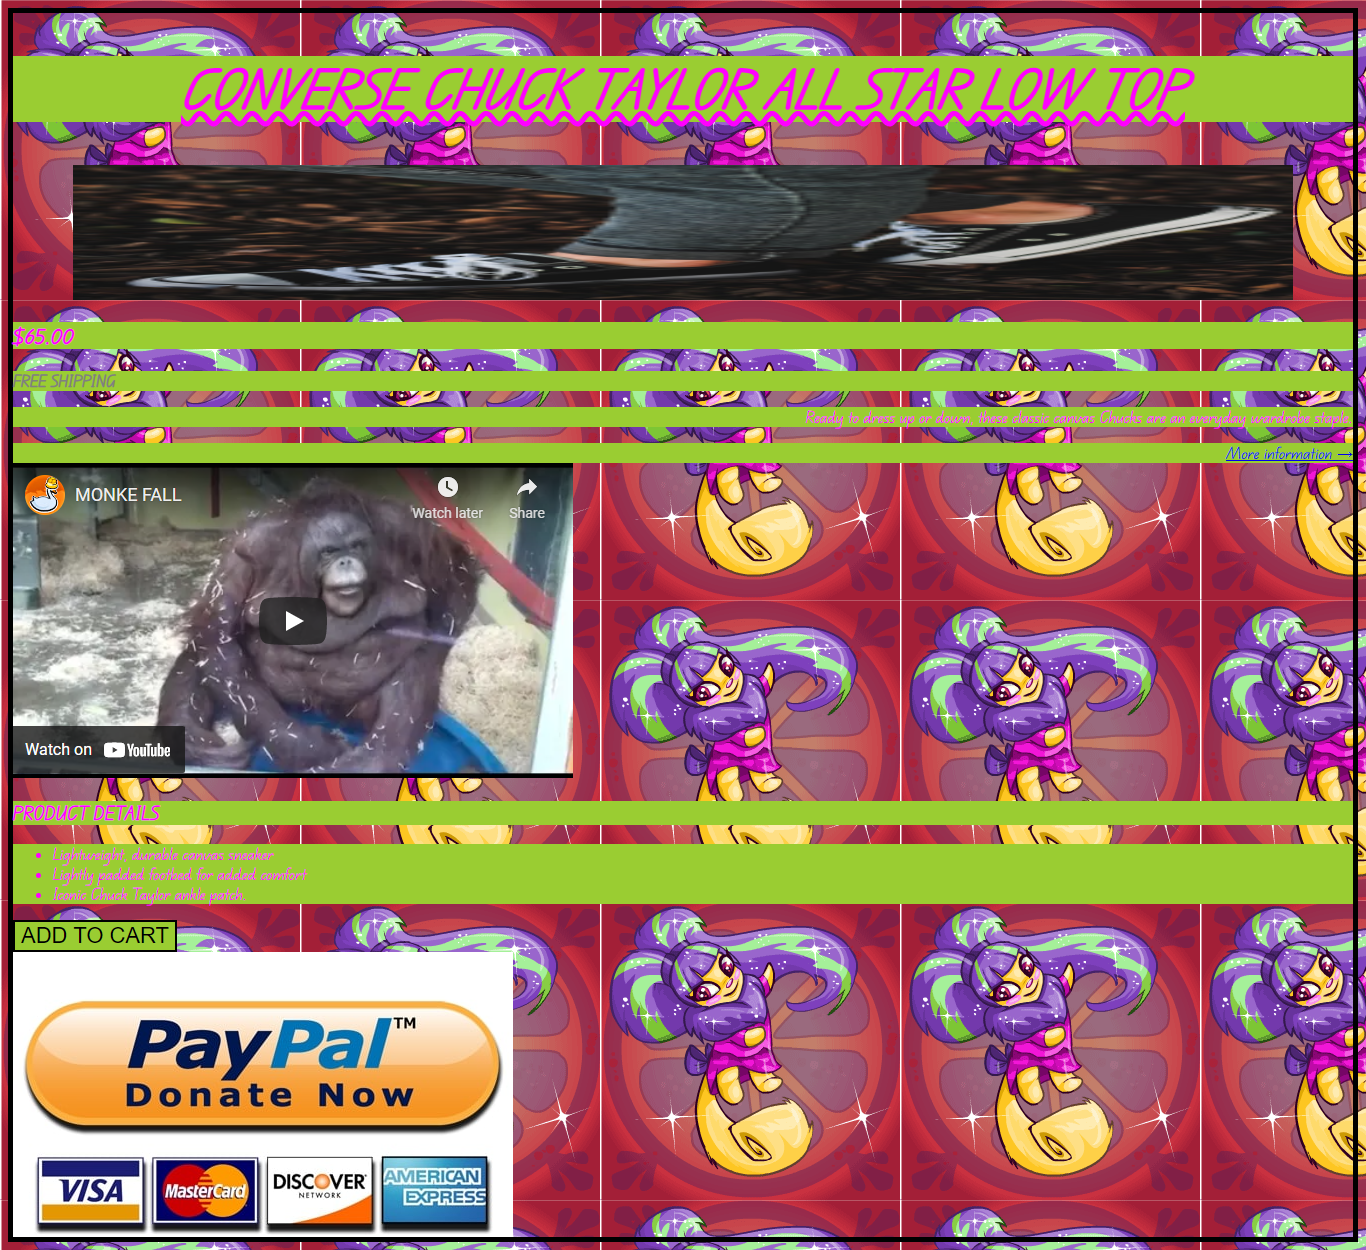 CONVERSE CHUCK TAYLOR ALL STAR LOW TOP
$65.00
FREE SHIPPING
Ready to dress up or down, these classic canvas Chucks are an everyday wardrobe staple.
More information →
MONKE FALL
Watch later
Share
Watch on YouTube
PRODUCT DETAILS
• Lightweight, durable canvas sneaker
• Lightly padded footbed for added comfort
• Iconic Chuck Taylor ankle patch.
ADD TO CART
PayPal™
Donate Now
VISA
MasterCard
DISCOVER
NETWORK
AMERICAN
EXPRESS